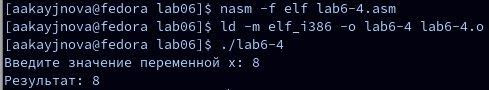 [aakayjnova@fedora lab06]$ nasm -f elf lab6-4.asm
[aakayjnova@fedora lab06]$ ld -m elf_i386 -o lab6-4 lab6-4.o
[aakayjnova@fedora lab06]$ ./lab6-4
Введите значение переменной x: 8
Результат: 8